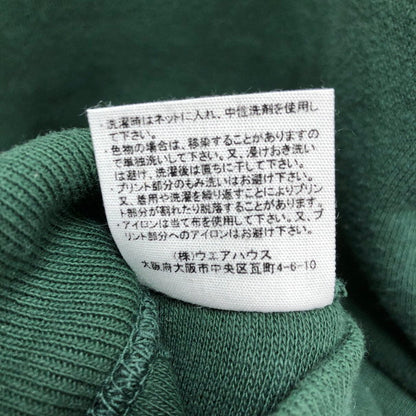 ・洗濯時はネットに入れ、中性洗剤を使用し
て下さい。
・色物の場合は、移染することがありますの
で単独洗いして下さい。又、浸けおき洗い
は避け、洗濯後は直ちに干して下さい。
・プリント部分のもみ洗いはお避け下さい。
又、着用や洗濯を繰り返すことによりプリン
ト部分が割れたり脱落することがあります。
・アイロンは当て布を使用して下さい。又、プ
リント部分へのアイロンはお避け下さい。
(株)ウエアハウス
大阪府大阪市中央区瓦町4-6-10